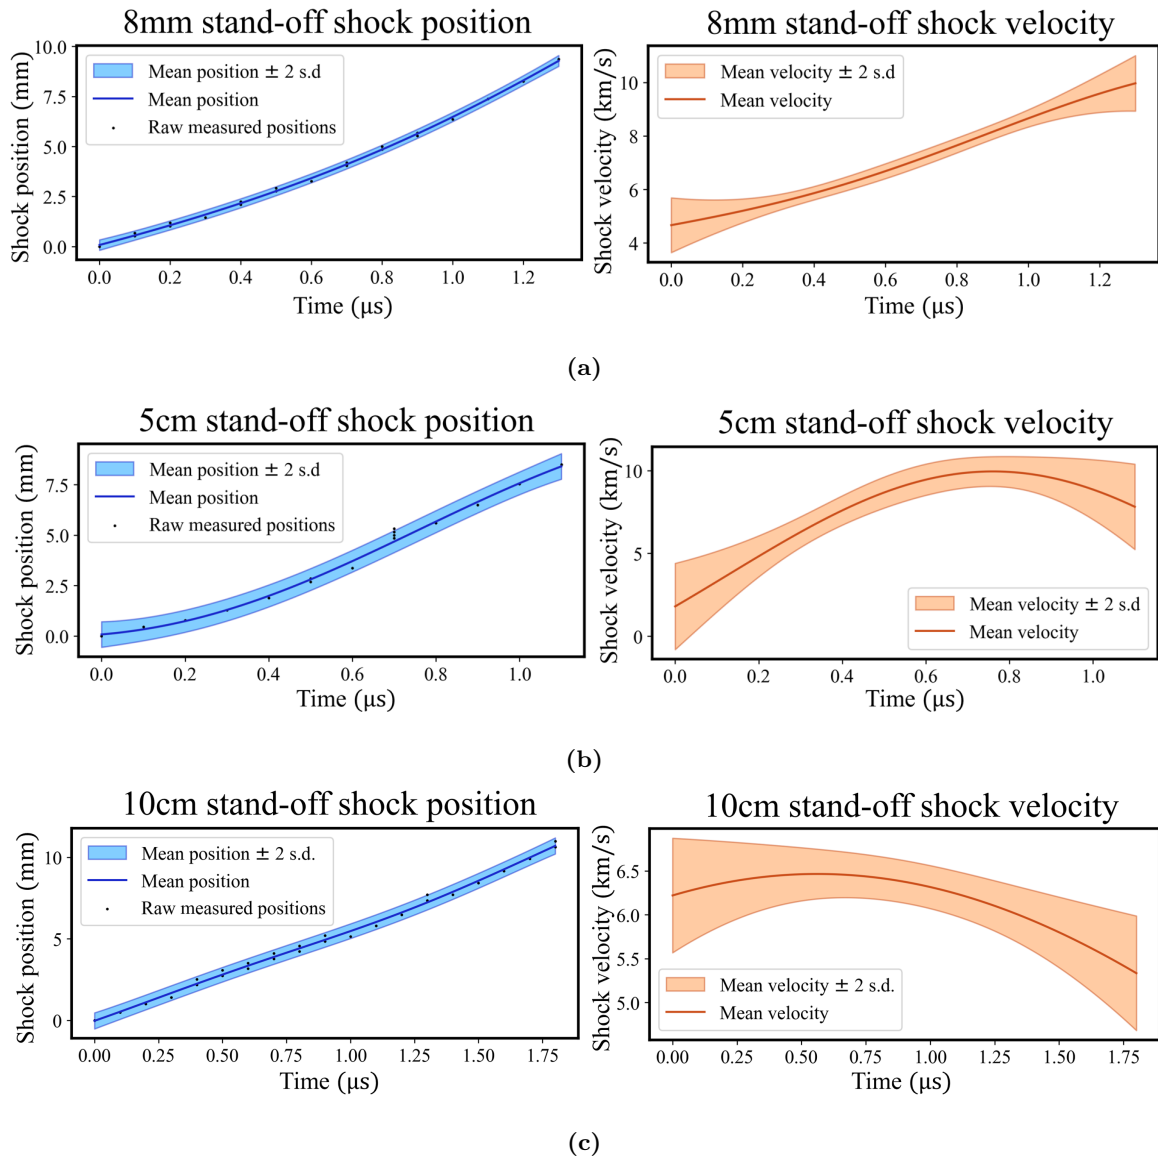 8mm stand-off shock position
Shock position (mm)
10.0
7.5
5.0
2.5
0.0
Mean position ± 2 s.d
Mean position
Raw measured positions
0.0 0.2 0.4 0.6 0.8 1.0 1.2
Time (μs)
8mm stand-off shock velocity
Shock velocity (km/s)
10
8
6
4
Mean velocity ± 2 s.d
Mean velocity
0.0 0.2 0.4 0.6 0.8 1.0 1.2
Time (μs)
(a)
5cm stand-off shock position
Shock position (mm)
7.5
5.0
2.5
0.0
Mean position ± 2 s.d
Mean position
Raw measured positions
0.0 0.2 0.4 0.6 0.8 1.0
Time (μs)
5cm stand-off shock velocity
Shock velocity (km/s)
10
5
0
Mean velocity ± 2 s.d
Mean velocity
0.0 0.2 0.4 0.6 0.8 1.0
Time (μs)
(b)
10cm stand-off shock position
Shock position (mm)
10
5
0
Mean position ± 2 s.d.
Mean position
Raw measured positions
0.00 0.25 0.50 0.75 1.00 1.25 1.50 1.75
Time (μs)
10cm stand-off shock velocity
Shock velocity (km/s)
6.5
6.0
5.5
5.0
Mean velocity ± 2 s.d.
Mean velocity
0.00 0.25 0.50 0.75 1.00 1.25 1.50 1.75
Time (μs)
(c)